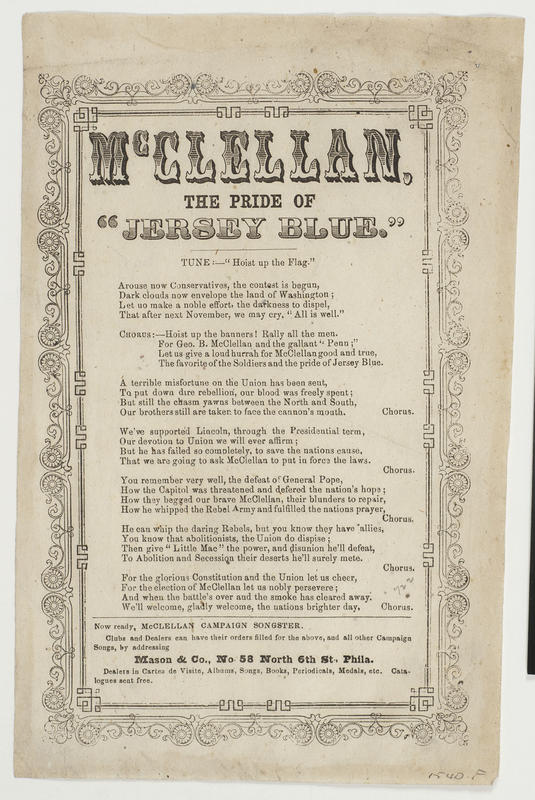 McCLELLAN,
THE PRIDE OF
"JERSEY BLUE."
TUNE:—"Hoist up the Flag."
Arouse now Conservatives, the contest is begun,
Dark clouds now envelope the land of Washington;
Let us make a noble effort, the darkness to dispel,
That after next November, we may cry, "All is well."
CHORUS:—Hoist up the banners! Rally all the men.
For Geo. B. McClellan and the gallant "Penn;"
Let us give a loud hurrah for McClellan good and true,
The favorite of the Soldiers and the pride of Jersey Blue.
A terrible misfortune on the Union has been sent,
To put down dire rebellion, our blood was freely spent;
But still the chasm yawns between the North and South,
Our brothers still are taken to face the cannon's mouth. Chorus.
We've supported Lincoln, through the Presidential term,
Our devotion to Union we will ever affirm;
But he has failed so completely, to save the nations cause,
That we are going to ask McClellan to put in force the laws.
Chorus.
You remember very well, the defeat of General Pope,
How the Capitol was threatened and defered the nation's hope;
How they begged our brave McClellan, their blunders to repair,
How he whipped the Rebel Army and fulfilled the nations prayer,
Chorus.
He can whip the daring Rebels, but you know they have allies,
You know that abolitionists, the Union do dispise;
Then give "Little Mac" the power, and disunion he'll defeat,
To Abolition and Secession their deserts he'll surely mete.
Chorus.
For the glorious Constitution and the Union let us cheer,
For the election of McClellan let us nobly persevere;
And when the battle's over and the smoke has cleared away.
We'll welcome, gladly welcome, the nations brighter day, Chorus.
Now ready, McCLELLAN CAMPAIGN SONGSTER.
Clubs and Dealers can have their orders filled for the above, and all other Campaign
Songs, by addressing
Mason & Co., No. 58 North 6th St., Phila.
Dealers in Cartes de Visite, Albums, Songs, Books, Periodicals, Medals, etc. Cata-
logues sent free.